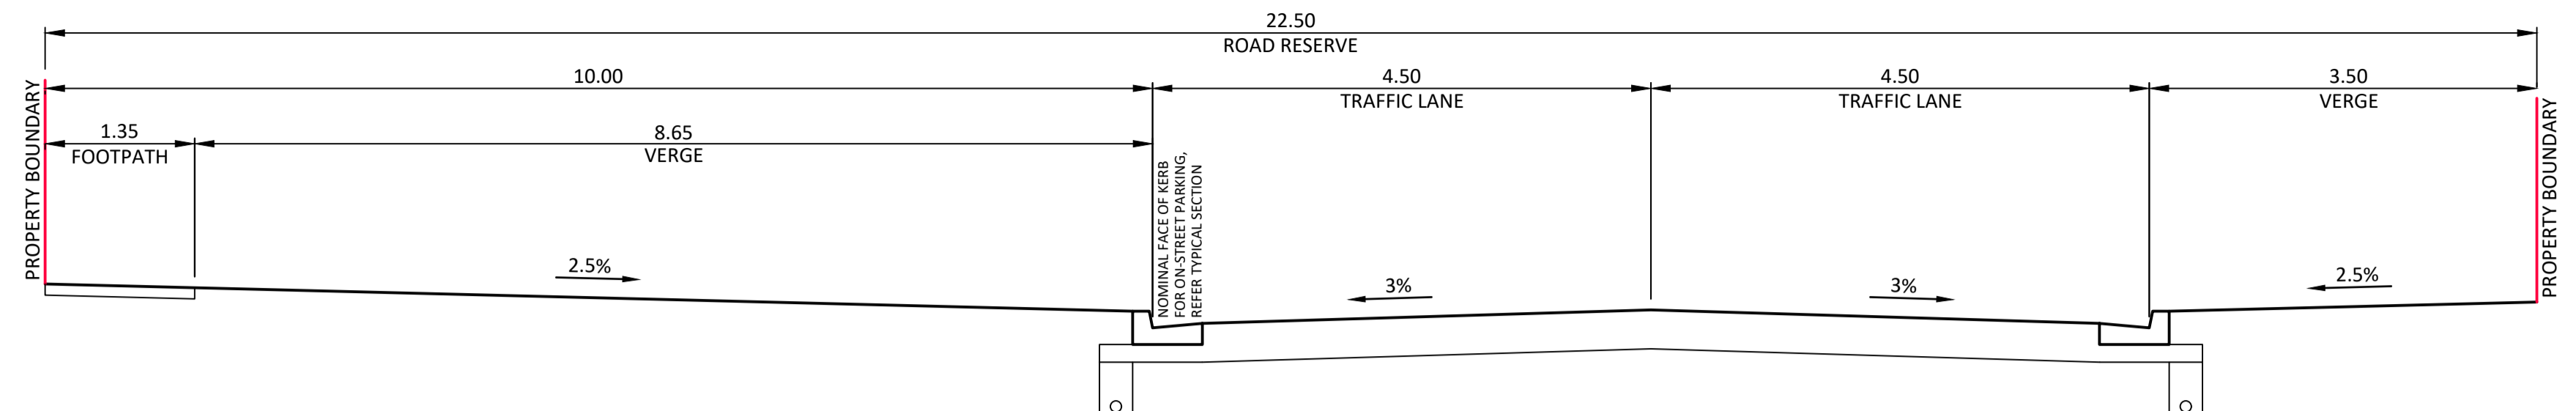 22.50
ROAD RESERVE
10.00
4.50
TRAFFIC LANE
4.50
TRAFFIC LANE
3.50
VERGE
1.35
FOOTPATH
8.65
VERGE
PROPERTY BOUNDARY
NOMINAL FACE OF KERB
FOR ON-STREET PARKING,
REFER TYPICAL SECTION
PROPERTY BOUNDARY
2.5%
3%
3%
2.5%